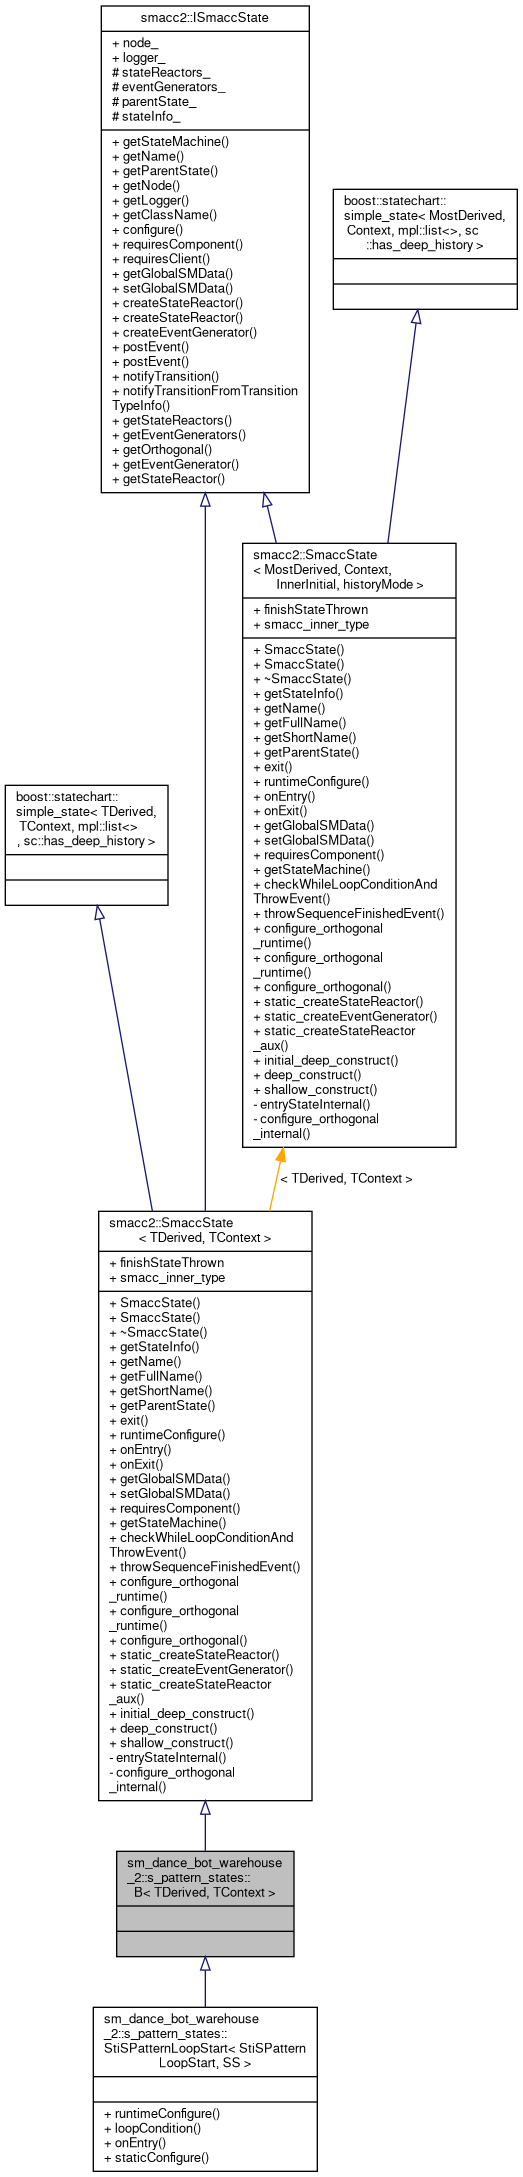 smacc2::ISmaccState
+ node_
+ logger_
# stateReactors_
# eventGenerators_
# parentState_
# stateInfo_
+ getStateMachine()
+ getName()
+ getParentState()
+ getNode()
+ getLogger()
+ getClassName()
+ configure()
+ requiresComponent()
+ requiresClient()
+ getGlobalSMData()
+ setGlobalSMData()
+ createStateReactor()
+ createStateReactor()
+ createEventGenerator()
+ postEvent()
+ postEvent()
+ notifyTransition()
+ notifyTransitionFromTransition
TypeInfo()
+ getStateReactors()
+ getEventGenerators()
+ getOrthogonal()
+ getEventGenerator()
+ getStateReactor()
boost::statechart::
simple_state< MostDerived,
Context, mpl::list<>, sc
::has_deep_history >
smacc2::SmaccState
< MostDerived, Context,
InnerInitial, historyMode >
+ finishStateThrown
+ smacc_inner_type
+ SmaccState()
+ SmaccState()
+ ~SmaccState()
+ getStateInfo()
+ getName()
+ getFullName()
+ getShortName()
+ getParentState()
+ exit()
+ runtimeConfigure()
+ onEntry()
+ onExit()
+ getGlobalSMData()
+ setGlobalSMData()
+ requiresComponent()
+ getStateMachine()
+ checkWhileLoopConditionAnd
ThrowEvent()
+ throwSequenceFinishedEvent()
+ configure_orthogonal
_runtime()
+ configure_orthogonal
_runtime()
+ configure_orthogonal()
+ static_createStateReactor()
+ static_createEventGenerator()
+ static_createStateReactor
_aux()
+ initial_deep_construct()
+ deep_construct()
+ shallow_construct()
- entryStateInternal()
- configure_orthogonal
_internal()
boost::statechart::
simple_state< TDerived,
TContext, mpl::list<>
, sc::has_deep_history >
< TDerived, TContext >
smacc2::SmaccState
< TDerived, TContext >
+ finishStateThrown
+ smacc_inner_type
+ SmaccState()
+ SmaccState()
+ ~SmaccState()
+ getStateInfo()
+ getName()
+ getFullName()
+ getShortName()
+ getParentState()
+ exit()
+ runtimeConfigure()
+ onEntry()
+ onExit()
+ getGlobalSMData()
+ setGlobalSMData()
+ requiresComponent()
+ getStateMachine()
+ checkWhileLoopConditionAnd
ThrowEvent()
+ throwSequenceFinishedEvent()
+ configure_orthogonal
_runtime()
+ configure_orthogonal
_runtime()
+ configure_orthogonal()
+ static_createStateReactor()
+ static_createEventGenerator()
+ static_createStateReactor
_aux()
+ initial_deep_construct()
+ deep_construct()
+ shallow_construct()
- entryStateInternal()
- configure_orthogonal
_internal()
sm_dance_bot_warehouse
_2::s_pattern_states::
B< TDerived, TContext >
sm_dance_bot_warehouse
_2::s_pattern_states::
StiSPatternLoopStart< StiSPattern
LoopStart, SS >
+ runtimeConfigure()
+ loopCondition()
+ onEntry()
+ staticConfigure()